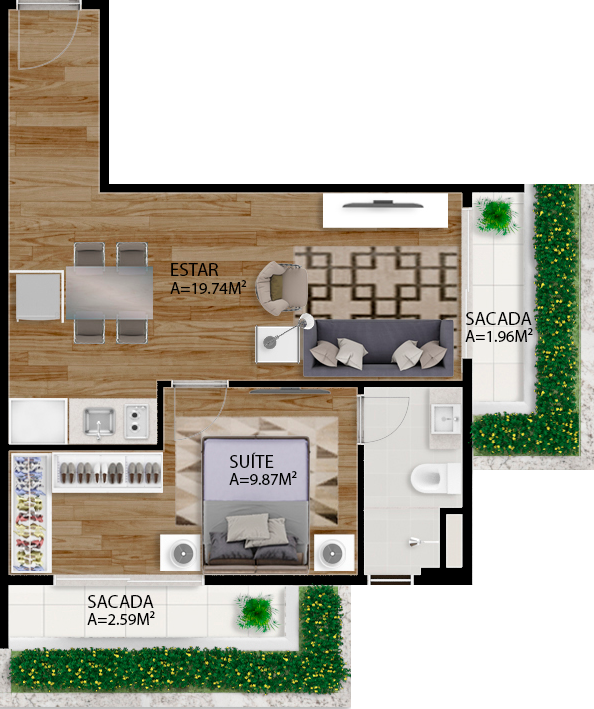 ESTAR
A=19.74M²
SACADA
A=1.96M²
SUÍTE
A=9.87M²
SACADA
A=2.59M²